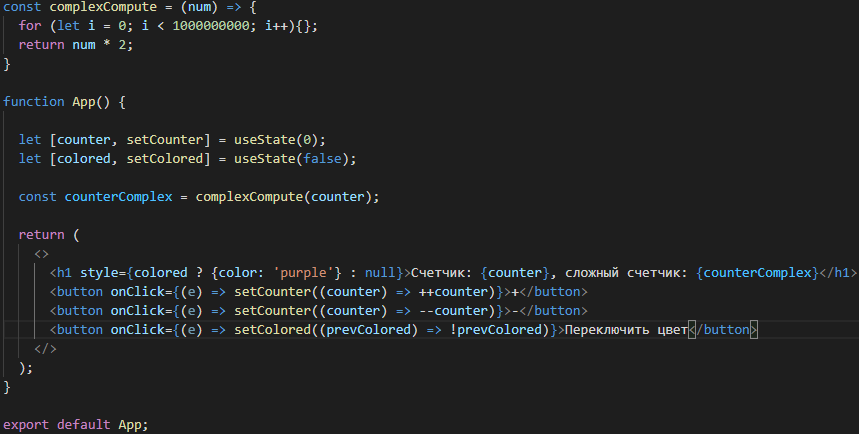 const complexCompute = (num) => {
  for (let i = 0; i < 1000000000; i++){};
  return num * 2;
}
function App() {
  let [counter, setCounter] = useState(0);
  let [colored, setColored] = useState(false);
  const counterComplex = complexCompute(counter);
  return (
    <>
      <h1 style={colored ? {color: 'purple'} : null}>Счетчик: {counter}, сложный счетчик: {counterComplex}</h1>
      <button onClick={(e) => setCounter((counter) => ++counter)}>+</button>
      <button onClick={(e) => setCounter((counter) => --counter)}>-</button>
      <button onClick={(e) => setColored((prevColored) => !prevColored)}>Переключить цвет</button>
    </>
  );
}
export default App;